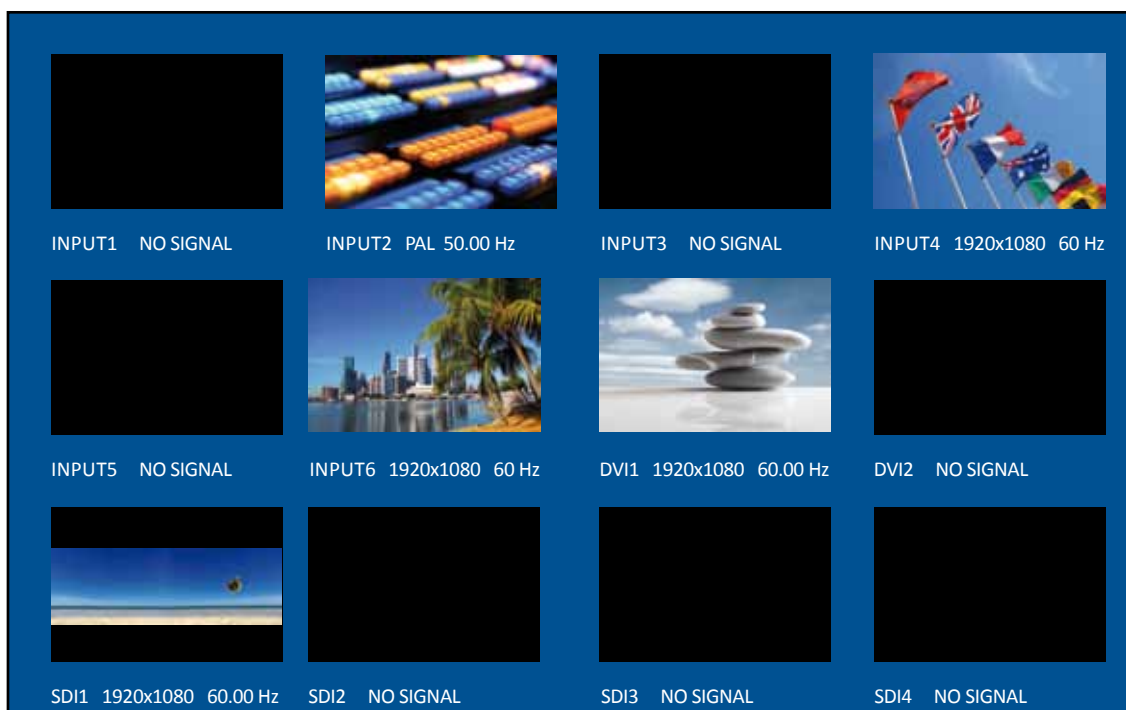 INPUT1 NO SIGNAL
INPUT2 PAL 50.00 Hz
INPUT3 NO SIGNAL
INPUT4 1920x1080 60 Hz
INPUT5 NO SIGNAL
INPUT6 1920x1080 60 Hz
DVI1 1920x1080 60.00 Hz
DVI2 NO SIGNAL
SDI1 1920x1080 60.00 Hz
SDI2 NO SIGNAL
SDI3 NO SIGNAL
SDI4 NO SIGNAL